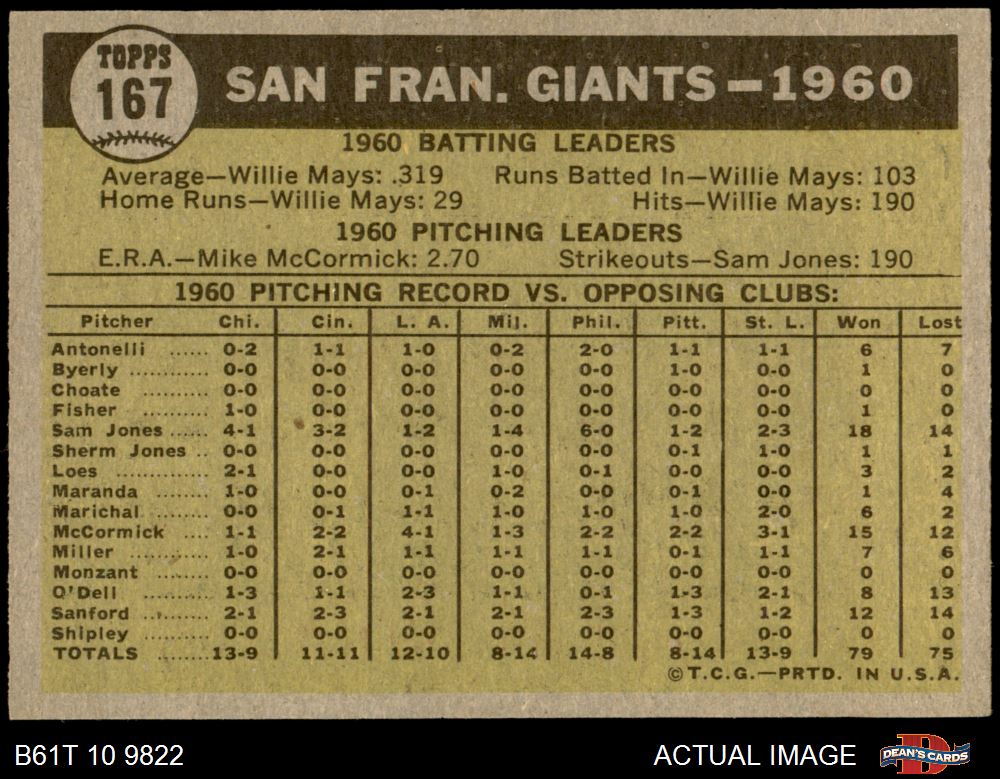 TOPPS
167
SAN FRAN. GIANTS—1960
1960 BATTING LEADERS
Average—Willie Mays: .319 Runs Batted In—Willie Mays: 103
Home Runs—Willie Mays: 29 Hits—Willie Mays: 190
1960 PITCHING LEADERS
E.R.A.—Mike McCormick: 2.70 Strikeouts—Sam Jones: 190
1960 PITCHING RECORD VS. OPPOSING CLUBS:
Pitcher Chi. Cin. L. A. Mil. Phil. Pitt. St. L. Won Lost
Antonelli ...... 0-2 1-1 1-0 0-2 2-0 1-1 1-1 6 7
Byerly ............ 0-0 0-0 0-0 0-0 0-0 1-0 0-0 1 0
Choate .......... 0-0 0-0 0-0 0-0 0-0 0-0 0-0 0 0
Fisher .......... 1-0 0-0 0-0 0-0 0-0 0-0 0-0 1 0
Sam Jones ...... 4-1 3-2 1-2 1-4 6-0 1-2 2-3 18 14
Sherm Jones .. 0-0 0-0 0-0 0-0 0-0 0-1 1-0 1 1
Loes .............. 2-1 0-0 0-0 1-0 0-1 0-0 0-0 3 2
Maranda ........ 1-0 0-0 0-1 0-2 0-0 0-1 0-0 1 4
Marichal ........ 0-0 0-1 1-1 1-0 1-0 1-0 2-0 6 2
McCormick .... 1-1 2-2 4-1 1-3 2-2 2-2 3-1 15 12
Miller ............ 1-0 2-1 1-1 1-1 1-1 0-1 1-1 7 6
Monzant ........ 0-0 0-0 0-0 0-0 0-0 0-0 0-0 0 0
O'Dell .......... 1-3 1-1 2-3 1-1 0-1 1-3 2-1 8 13
Sanford .......... 2-1 2-3 2-1 2-1 2-3 1-3 1-2 12 14
Shipley .......... 0-0 0-0 0-0 0-0 0-0 0-0 0-0 0 0
TOTALS ........ 13-9 11-11 12-10 8-14 14-8 8-14 13-9 79 75
©T.C.G.—PRTD. IN U.S.A.
B61T 10 9822 ACTUAL IMAGE DEAN'S CARDS